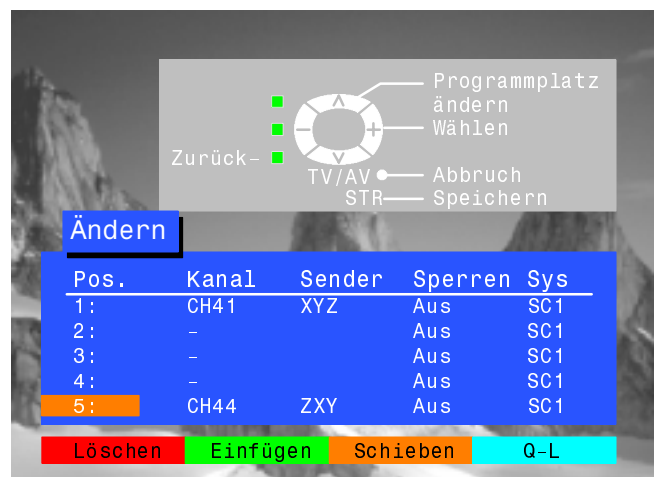 Programmplatz
ändern
Wählen
Zurück-
TV/AV Abbruch
STR Speichern
Ändern
Pos. Kanal Sender Sperren Sys
1: CH41 XYZ Aus SC1
2: - Aus SC1
3: - Aus SC1
4: - Aus SC1
5: CH44 ZXY Aus SC1
Löschen Einfügen Schieben Q-L